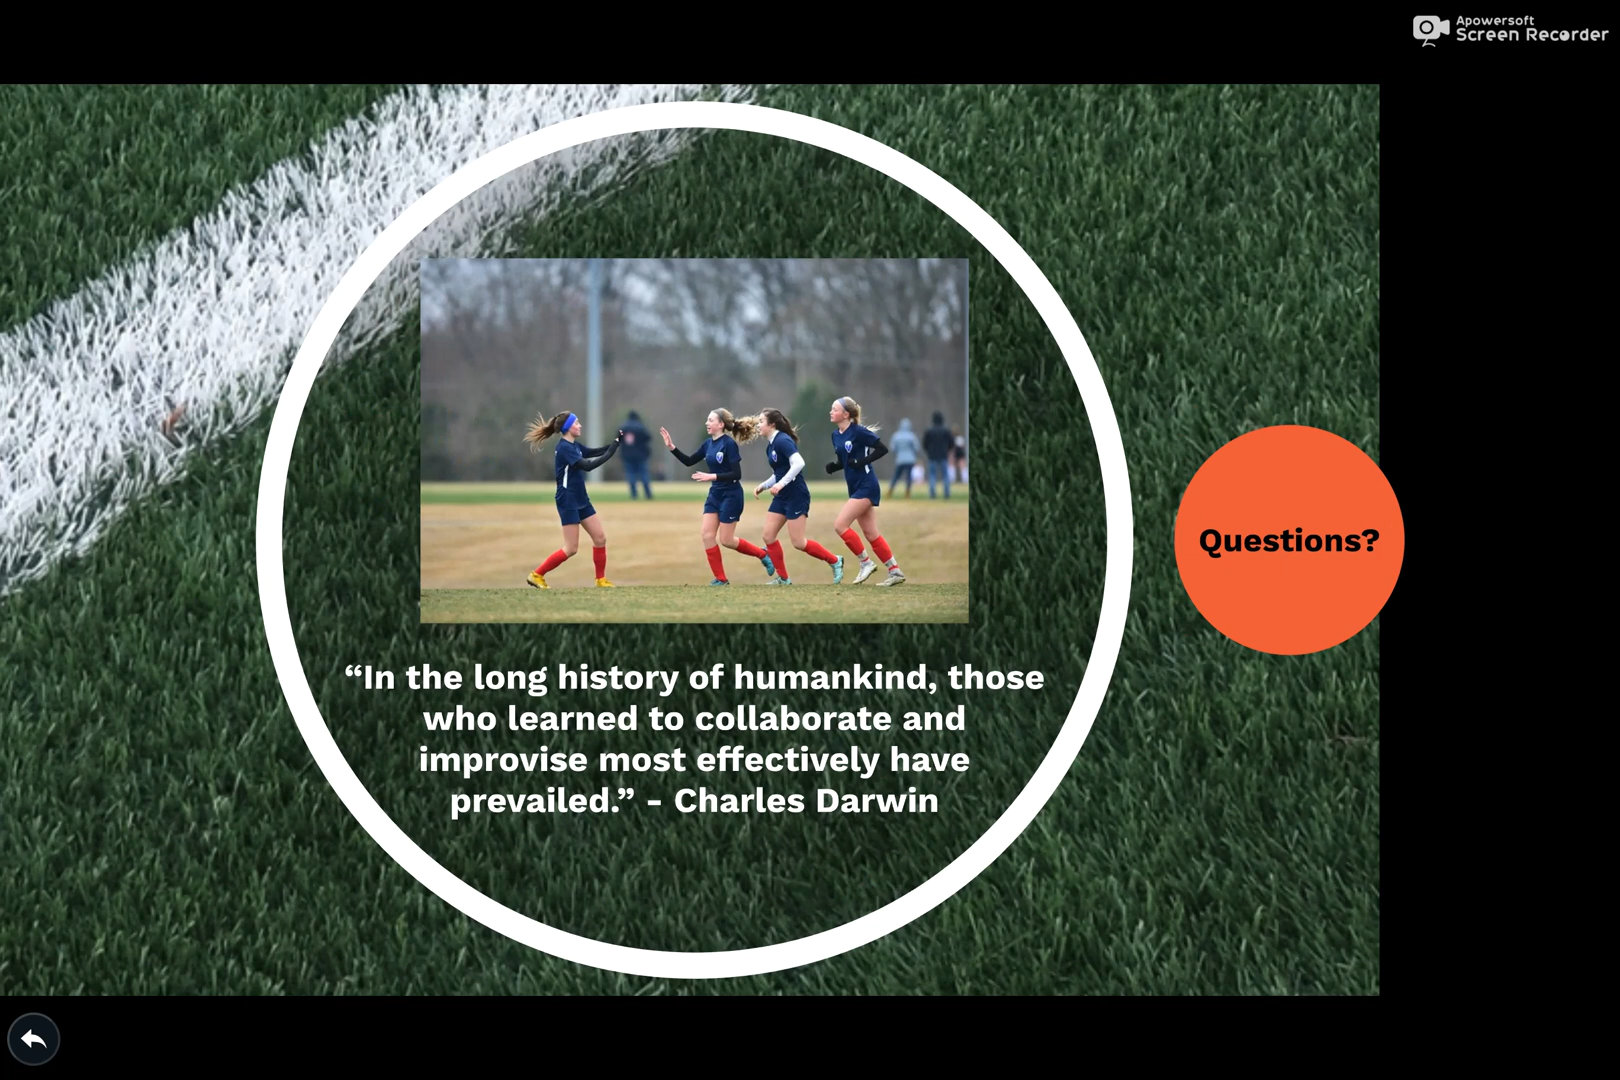 Apowersoft
Screen Recorder
“In the long history of humankind, those
who learned to collaborate and
improvise most effectively have
prevailed.” - Charles Darwin
Questions?